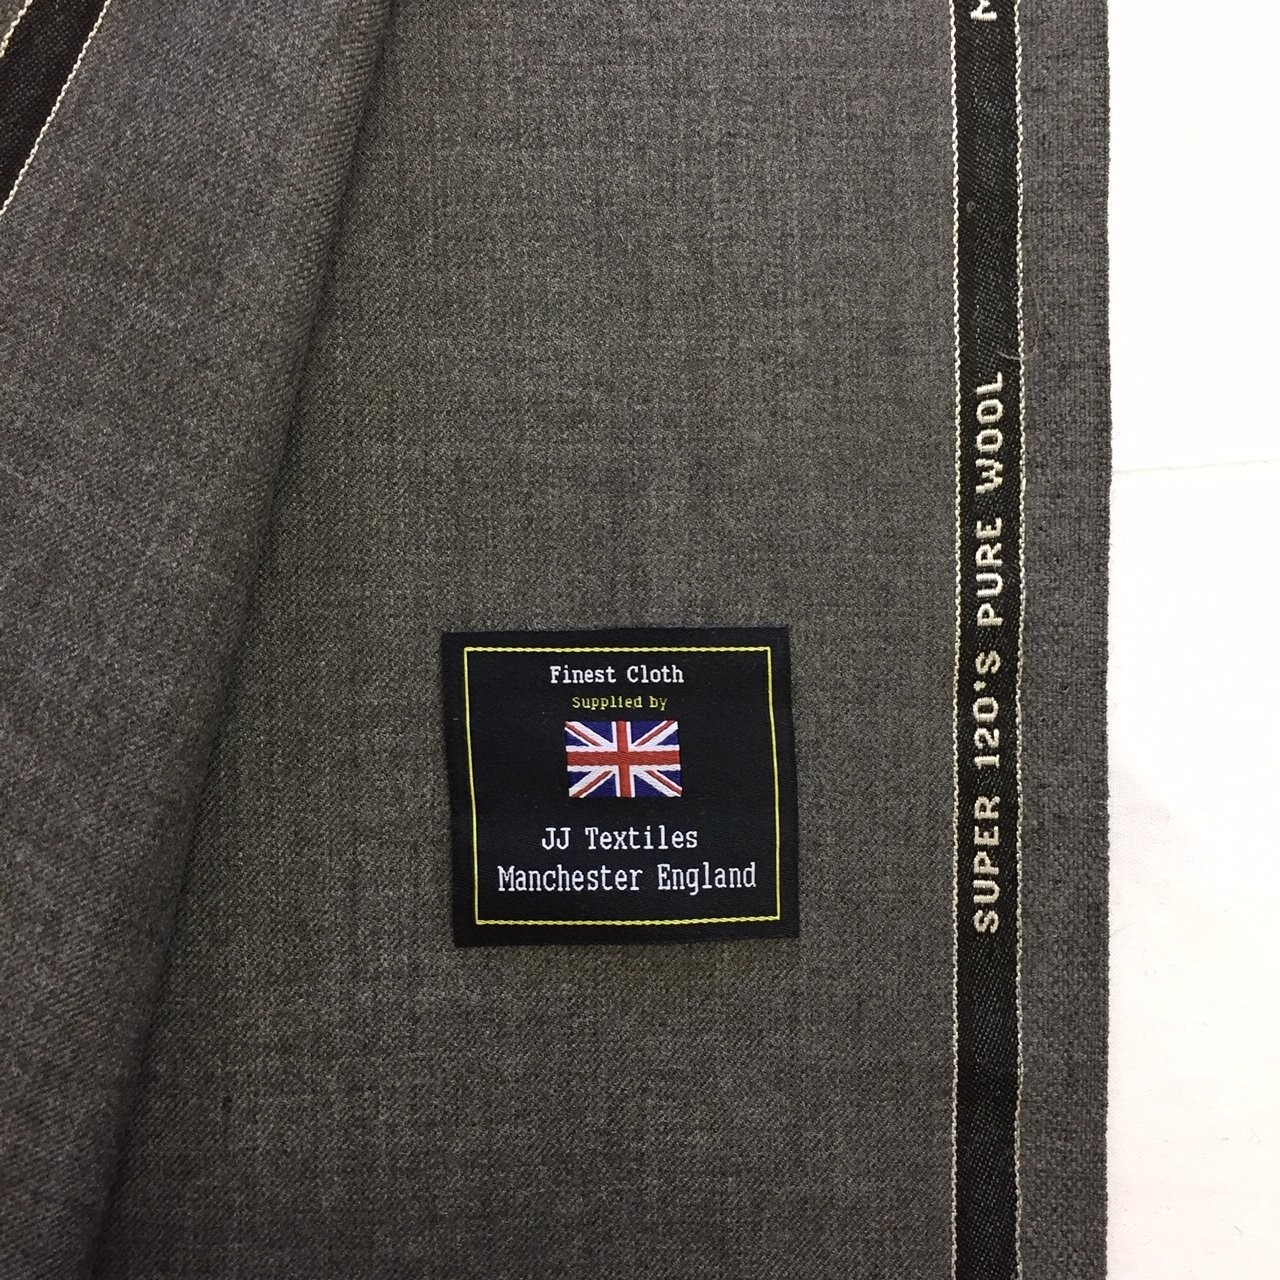 Finest Cloth
Supplied by
JJ Textiles
Manchester England
SUPER 120'S PURE WOOL